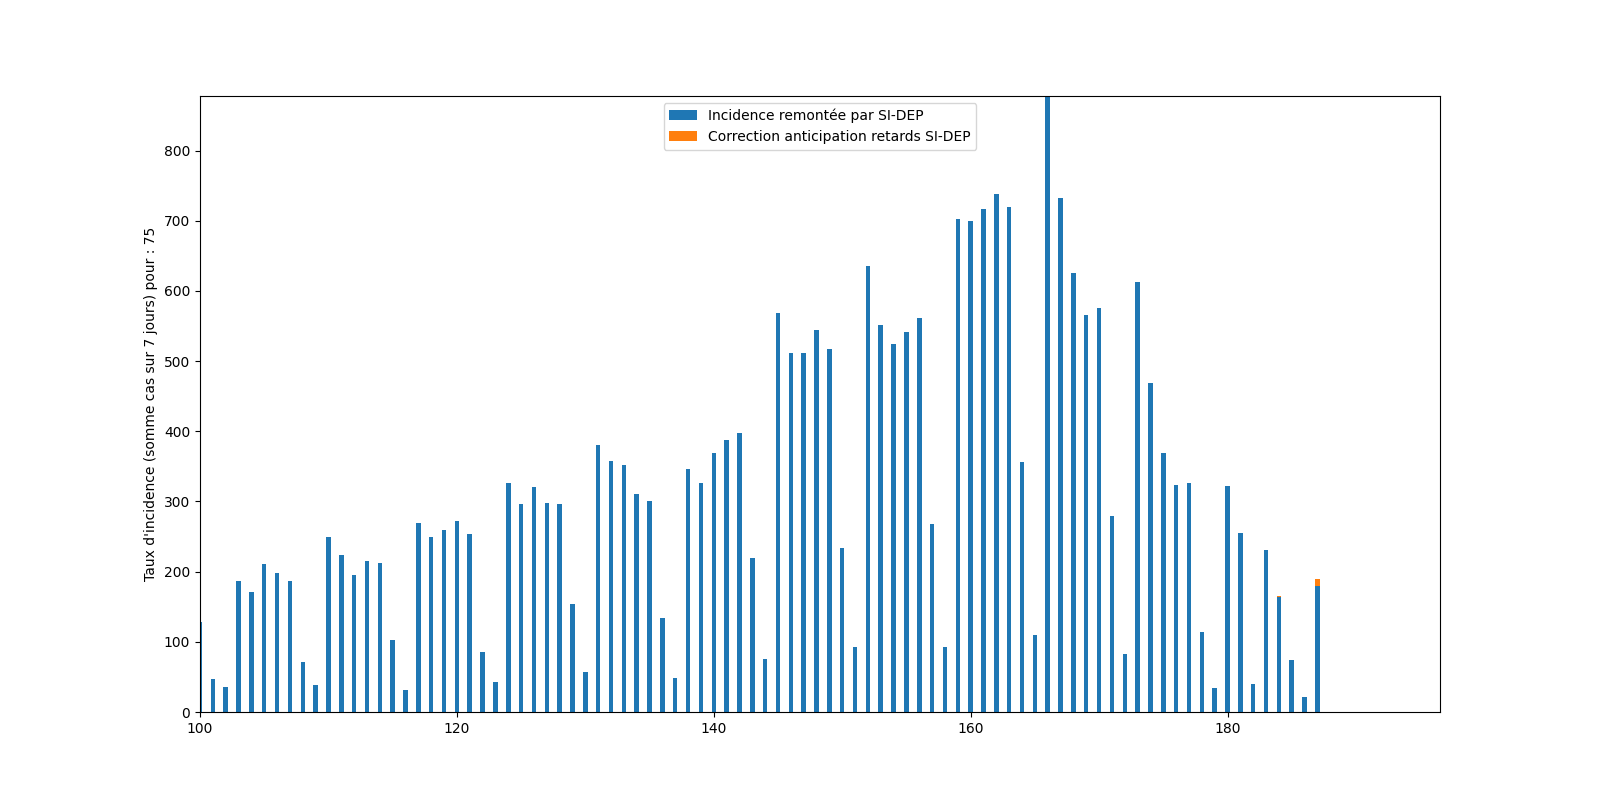 Incidence remontée par SI-DEP
Correction anticipation retards SI-DEP
Taux d'incidence (somme cas sur 7 jours) pour : 75
800
700
600
500
400
300
200
100
0
100 120 140 160 180